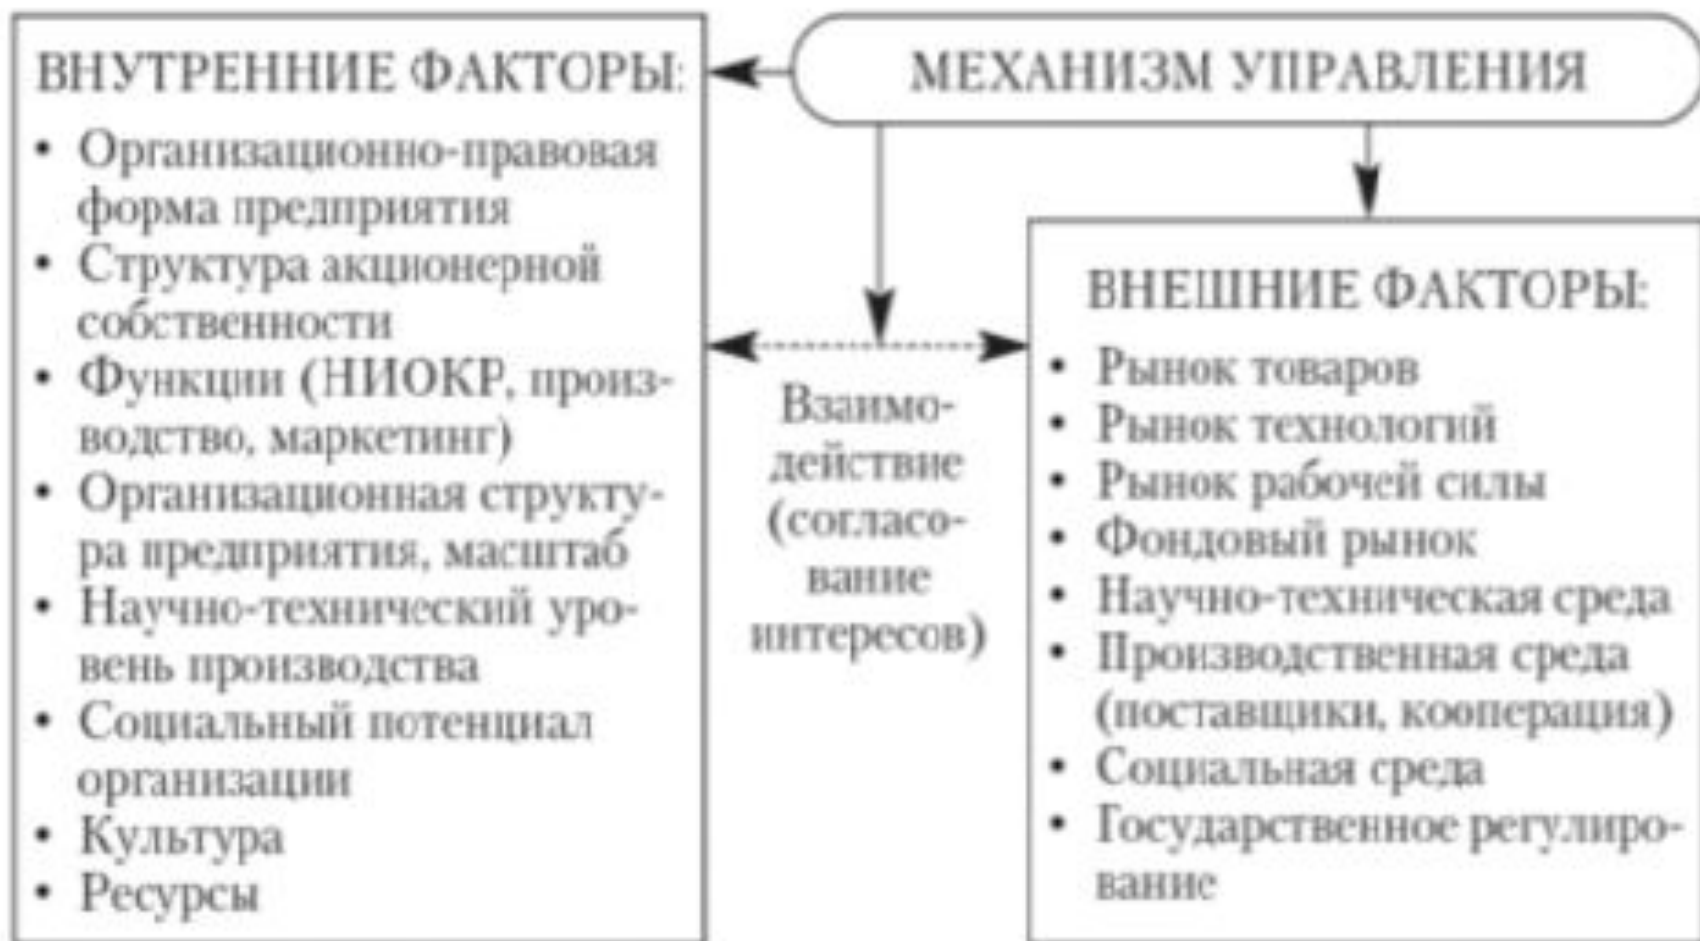 МЕХАНИЗМ УПРАВЛЕНИЯ
ВНУТРЕННИЕ ФАКТОРЫ:
• Организационно-правовая
форма предприятия
• Структура акционерной
собственности
• Функции (НИОКР, произ-
водство, маркетинг)
• Организационная структу-
ра предприятия, масштаб
• Научно-технический уро-
вень производства
• Социальный потенциал
организации
• Культура
• Ресурсы
Взаимо-
действие
(согласо-
вание
интересов)
ВНЕШНИЕ ФАКТОРЫ:
• Рынок товаров
• Рынок технологий
• Рынок рабочей силы
• Фондовый рынок
• Научно-техническая среда
• Производственная среда
(поставщики, кооперация)
• Социальная среда
• Государственное регулиро-
вание